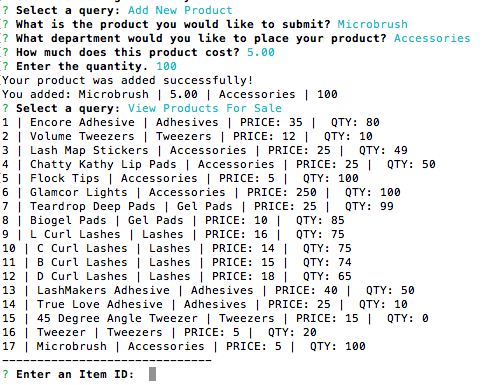 ? Select a query: Add New Product
? What is the product you would like to submit? Microbrush
? What department would you like to place your product? Accessories
? How much does this product cost? 5.00
? Enter the quantity. 100
Your product was added successfully!
You added: Microbrush | 5.00 | Accessories | 100
? Select a query: View Products For Sale
1 | Encore Adhesive | Adhesives | PRICE: 35 |  QTY: 80
2 | Volume Tweezers | Tweezers | PRICE: 12 |  QTY: 10
3 | Lash Map Stickers | Accessories | PRICE: 25 |  QTY: 49
4 | Chatty Kathy Lip Pads | Accessories | PRICE: 25 |  QTY: 50
5 | Flock Tips | Accessories | PRICE: 5 |  QTY: 100
6 | Glamcor Lights | Accessories | PRICE: 250 |  QTY: 100
7 | Teardrop Deep Pads | Gel Pads | PRICE: 25 |  QTY: 99
8 | Biogel Pads | Gel Pads | PRICE: 10 |  QTY: 85
9 | L Curl Lashes | Lashes | PRICE: 16 |  QTY: 75
10 | C Curl Lashes | Lashes | PRICE: 14 |  QTY: 75
11 | B Curl Lashes | Lashes | PRICE: 15 |  QTY: 74
12 | D Curl Lashes | Lashes | PRICE: 18 |  QTY: 65
13 | LashMakers Adhesive | Adhesives | PRICE: 40 |  QTY: 50
14 | True Love Adhesive | Adhesives | PRICE: 25 |  QTY: 10
15 | 45 Degree Angle Tweezer | Tweezers | PRICE: 15 |  QTY: 0
16 | Tweezer | Tweezers | PRICE: 5 |  QTY: 20
17 | Microbrush | Accessories | PRICE: 5 |  QTY: 100
------------------------------
? Enter an Item ID: